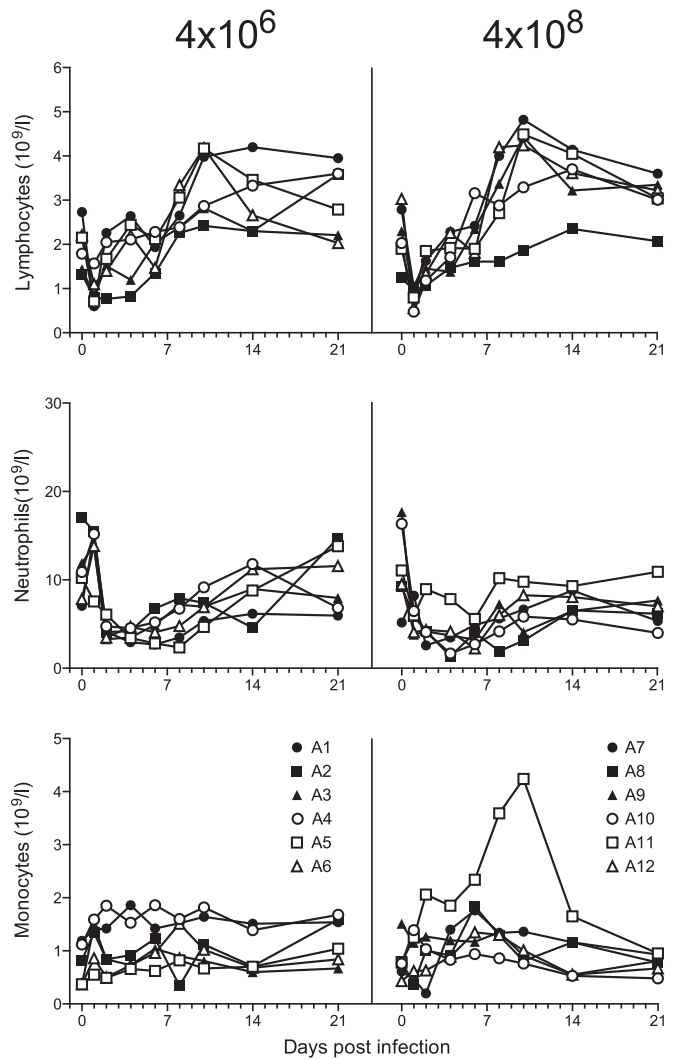 4x10⁶ 4x10⁸
Lymphocytes (10⁹/l)
6
5
4
3
2
1
0
0 7 14 21 0 7 14 21
Neutrophils(10⁹/l)
30
20
10
0
0 7 14 21 0 7 14 21
Monocytes (10⁹/l)
5
4
3
2
1
0
A1 A7
A2 A8
A3 A9
A4 A10
A5 A11
A6 A12
0 7 14 21 0 7 14 21
Days post infection